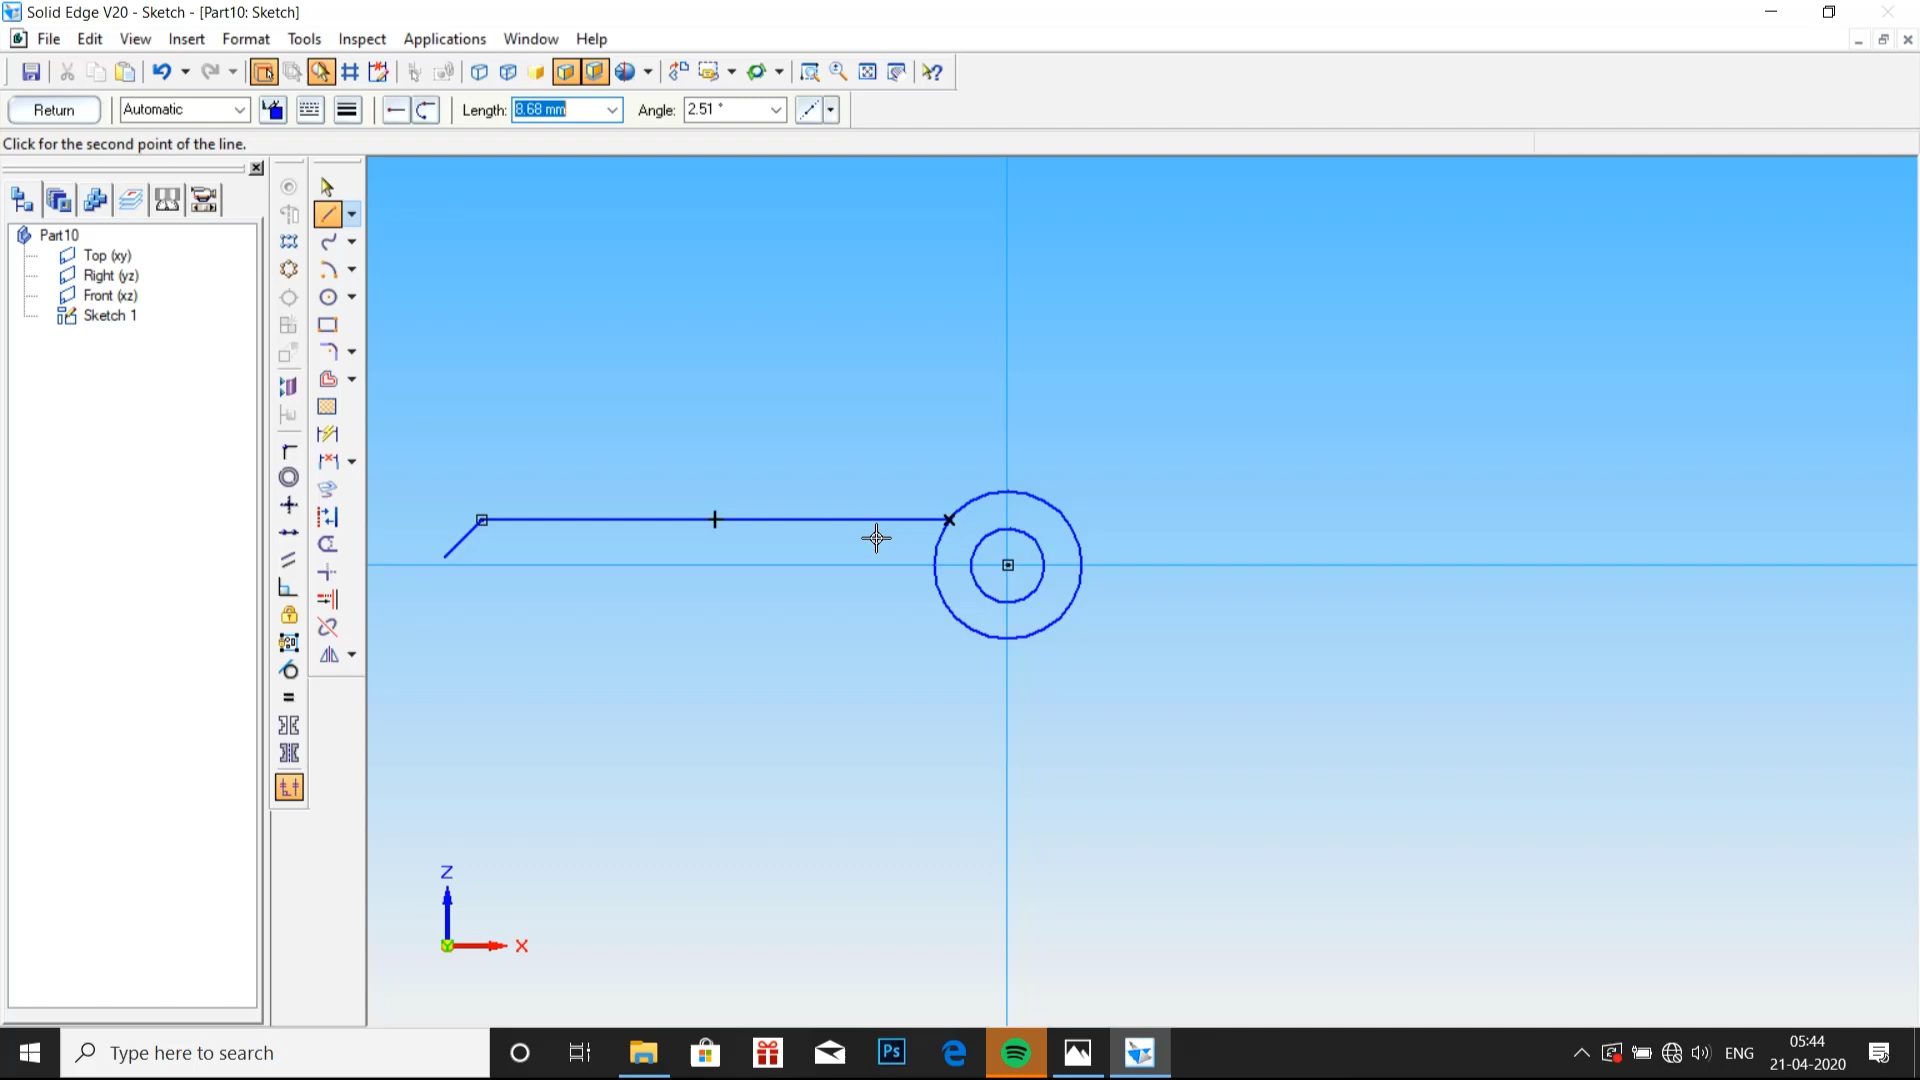 Solid Edge V20 - Sketch - [Part10: Sketch]
File Edit View Insert Format Tools Inspect Applications Window Help
Return Automatic Length: 8.68 mm Angle: 2.51 °
Click for the second point of the line.
Part10
Top (xy)
Right (yz)
Front (xz)
Sketch 1
Z
X
Type here to search
Ps
ENG
05:44
21-04-2020